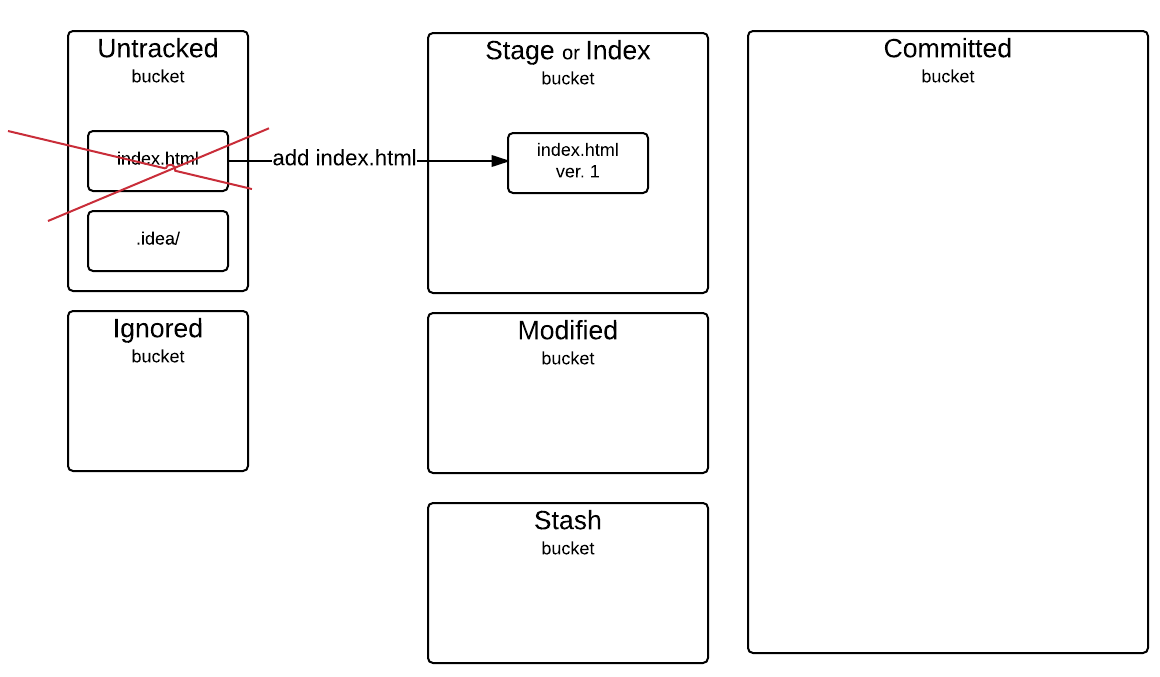 Untracked
bucket
index.html
.idea/
Ignored
bucket
add index.html
Stage or Index
bucket
index.html
ver. 1
Modified
bucket
Stash
bucket
Committed
bucket